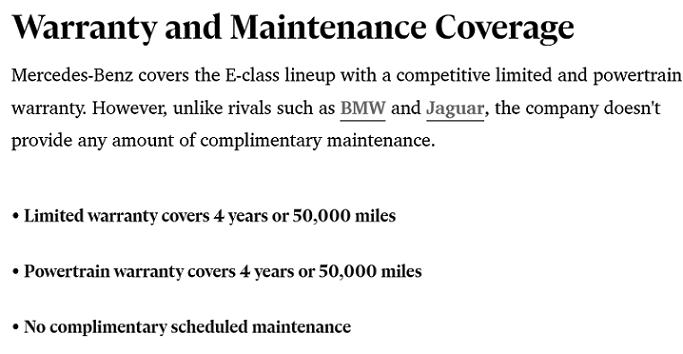 Warranty and Maintenance Coverage
Mercedes-Benz covers the E-class lineup with a competitive limited and powertrain
warranty. However, unlike rivals such as BMW and Jaguar, the company doesn't
provide any amount of complimentary maintenance.
• Limited warranty covers 4 years or 50,000 miles
• Powertrain warranty covers 4 years or 50,000 miles
• No complimentary scheduled maintenance